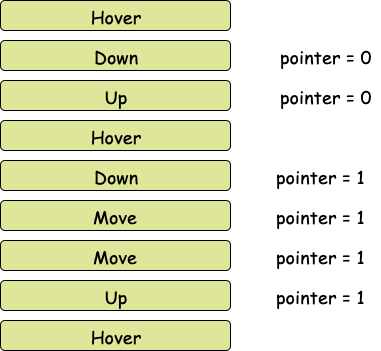 Hover
Down pointer = 0
Up pointer = 0
Hover
Down pointer = 1
Move pointer = 1
Move pointer = 1
Up pointer = 1
Hover